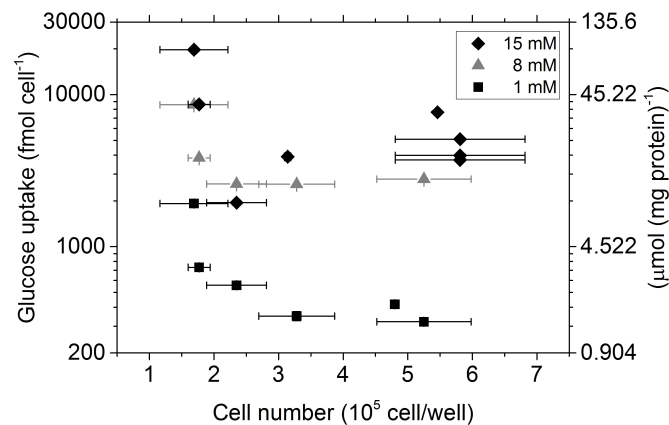 30000
10000
1000
200
Glucose uptake (fmol cell⁻¹)
15 mM
8 mM
1 mM
135.6
45.22
4.522
0.904
(µmol (mg protein)⁻¹)
1 2 3 4 5 6 7
Cell number (10⁵ cell/well)